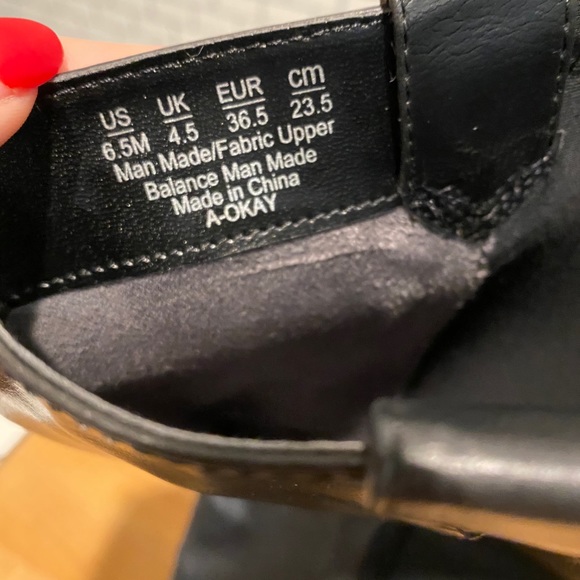 US UK EUR cm
6.5M 4.5 36.5 23.5
Man Made/Fabric Upper
Balance Man Made
Made in China
A-OKAY